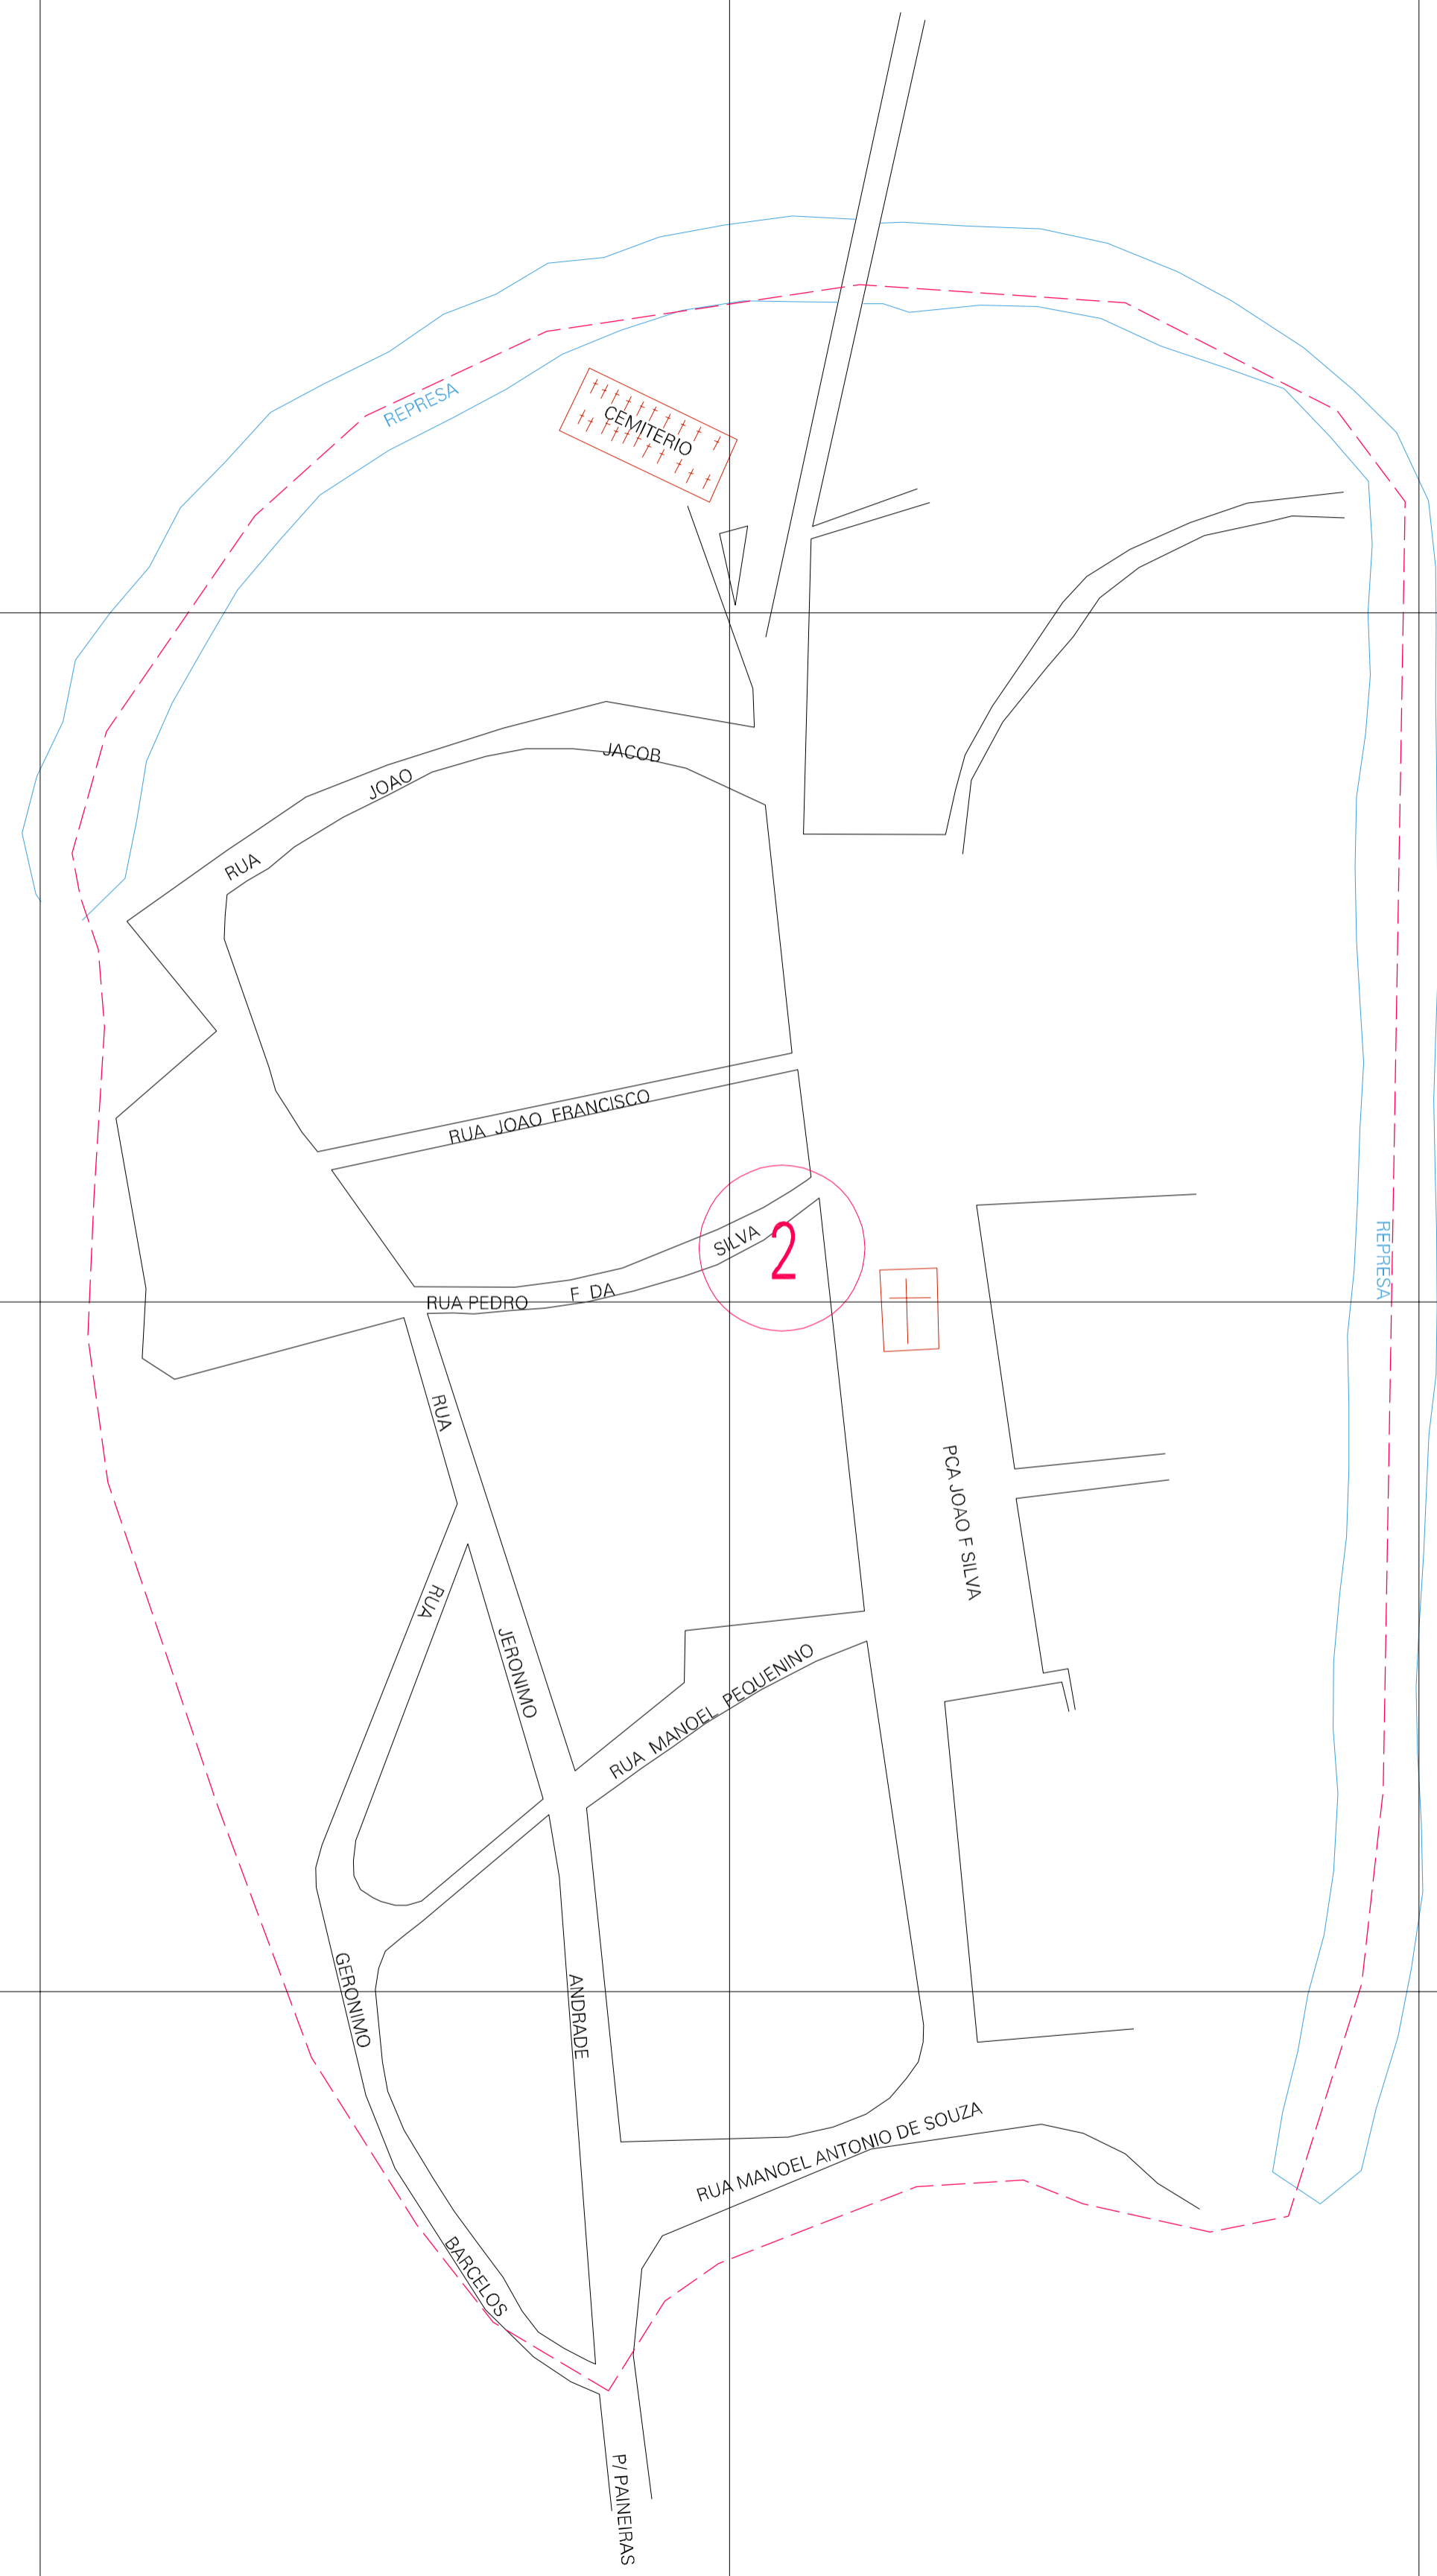 REPRESA
CEMITERIO
RUA JOAO JACOB
RUA JOAO FRANCISCO
RUA PEDRO F DA SILVA
2
REPRESA
PCA JOAO F SILVA
RUA JERONIMO ANDRADE
RUA GERONIMO BARCELOS
RUA MANOEL PEQUENINO
RUA MANOEL ANTONIO DE SOUZA
P/ PAINEIRAS